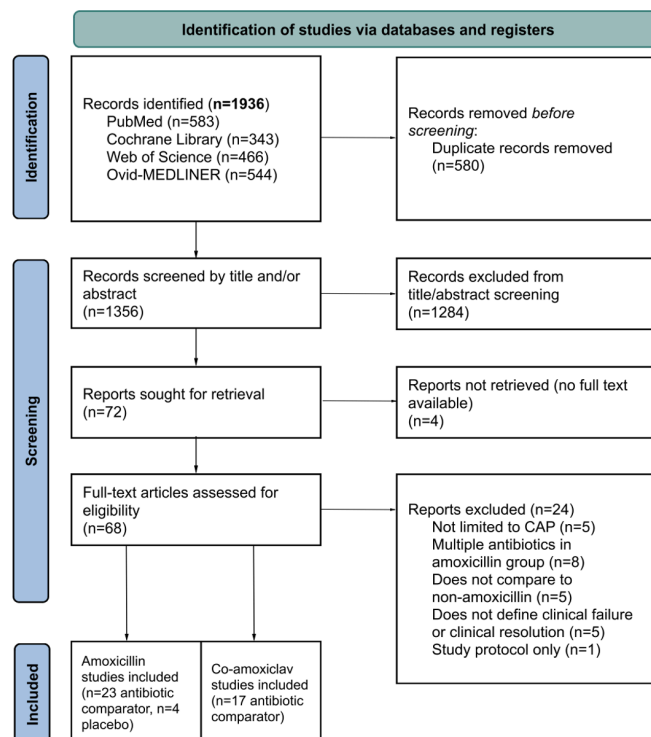 Identification of studies via databases and registers
Identification
Records identified (n=1936)
PubMed (n=583)
Cochrane Library (n=343)
Web of Science (n=466)
Ovid-MEDLINER (n=544)
Records removed before
screening:
Duplicate records removed
(n=580)
Screening
Records screened by title and/or
abstract
(n=1356)
Records excluded from
title/abstract screening
(n=1284)
Reports sought for retrieval
(n=72)
Reports not retrieved (no full text
available)
(n=4)
Full-text articles assessed for
eligibility
(n=68)
Reports excluded (n=24)
Not limited to CAP (n=5)
Multiple antibiotics in
amoxicillin group (n=8)
Does not compare to
non-amoxicillin (n=5)
Does not define clinical failure
or clinical resolution (n=5)
Study protocol only (n=1)
Included
Amoxicillin
studies included
(n=23 antibiotic
comparator, n=4
placebo)
Co-amoxiclav
studies included
(n=17 antibiotic
comparator)